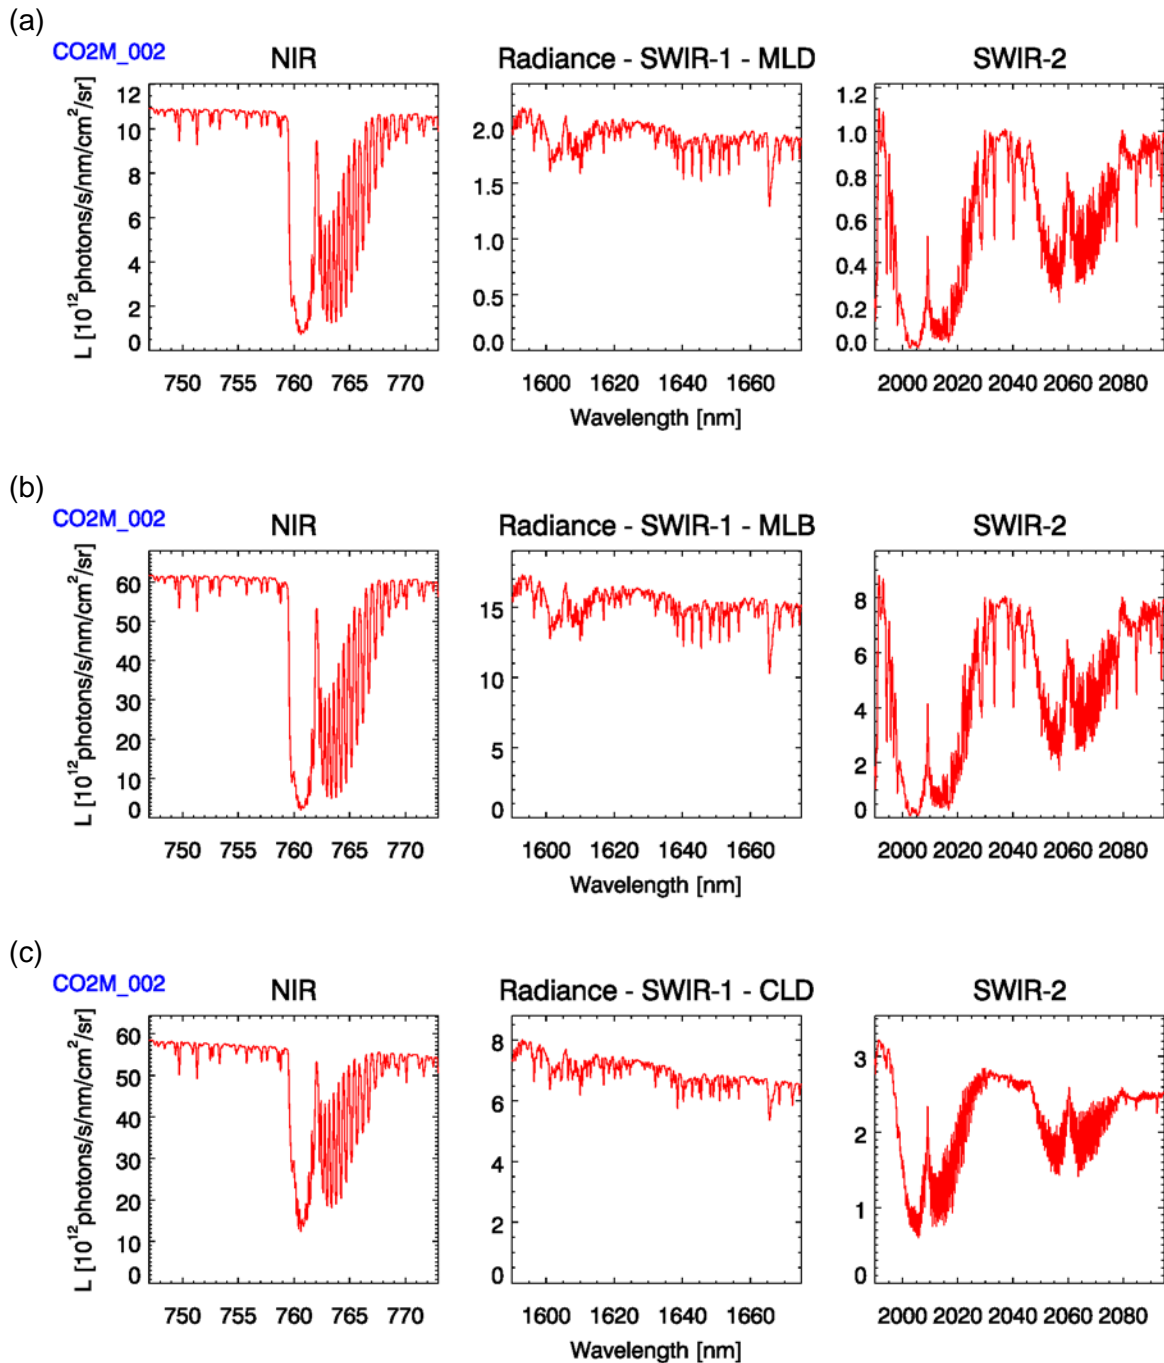 (a)
CO2M_002
NIR
Radiance - SWIR-1 - MLD
SWIR-2
L [10¹²photons/s/nm/cm²/sr]
12
10
8
6
4
2
0
750 755 760 765 770
2.0
1.5
1.0
0.5
0.0
1600 1620 1640 1660
Wavelength [nm]
1.2
1.0
0.8
0.6
0.4
0.2
0.0
2000 2020 2040 2060 2080
(b)
CO2M_002
NIR
Radiance - SWIR-1 - MLB
SWIR-2
L [10¹²photons/s/nm/cm²/sr]
60
50
40
30
20
10
0
750 755 760 765 770
15
10
5
0
1600 1620 1640 1660
Wavelength [nm]
8
6
4
2
0
2000 2020 2040 2060 2080
(c)
CO2M_002
NIR
Radiance - SWIR-1 - CLD
SWIR-2
L [10¹²photons/s/nm/cm²/sr]
60
50
40
30
20
10
0
750 755 760 765 770
8
6
4
2
0
1600 1620 1640 1660
Wavelength [nm]
3
2
1
0
2000 2020 2040 2060 2080